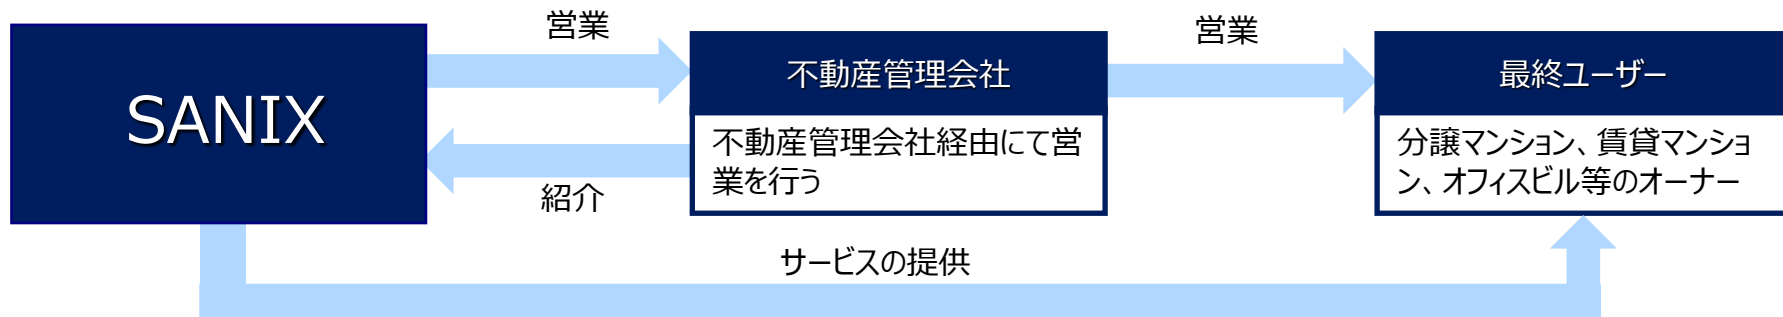 営業
営業
SANIX
不動産管理会社
最終ユーザー
不動産管理会社経由にて営
業を行う
分譲マンション、賃貸マンショ
ン、オフィスビル等のオーナー
紹介
サービスの提供